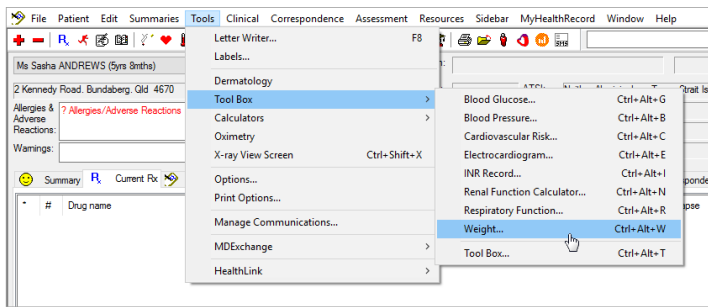 File Patient Edit Summaries Tools Clinical Correspondence Assessment Resources Sidebar MyHealthRecord Window Help
Letter Writer... F8
Labels...
Ms Sasha ANDREWS (5yrs 8mths)
Dermatology
2 Kennedy Road. Bundaberg. Qld 4670
Tool Box >
Blood Glucose... Ctrl+Alt+G
Allergies & Adverse Reactions:
? Allergies/Adverse Reactions
Calculators >
Blood Pressure... Ctrl+Alt+B
Oximetry
Cardiovascular Risk... Ctrl+Alt+C
Warnings:
X-ray View Screen Ctrl+Shift+X
Electrocardiogram... Ctrl+Alt+E
Options...
INR Record... Ctrl+Alt+I
Summary Rx Current Rx
Print Options...
Renal Function Calculator... Ctrl+Alt+N
* # Drug name
Respiratory Function... Ctrl+Alt+R
Manage Communications...
Weight... Ctrl+Alt+W
MDExchange >
Tool Box... Ctrl+Alt+T
HealthLink >